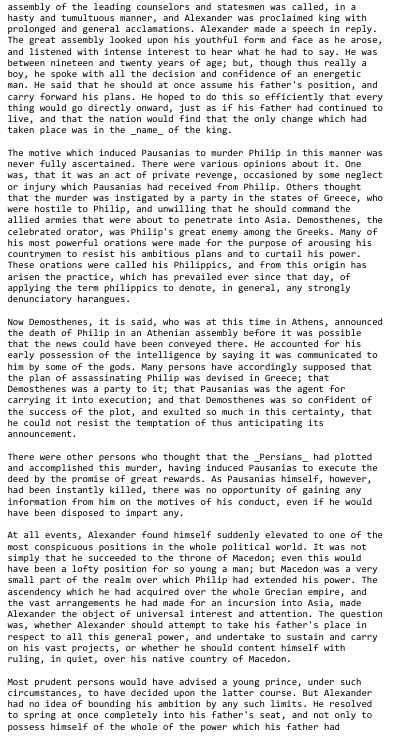 assembly of the leading counselors and statesmen was called, in a
hasty and tumultuous manner, and Alexander was proclaimed king with
prolonged and general acclamations. Alexander made a speech in reply.
The great assembly looked upon his youthful form and face as he arose,
and listened with intense interest to hear what he had to say. He was
between nineteen and twenty years of age; but, though thus really a
boy, he spoke with all the decision and confidence of an energetic
man. He said that he should at once assume his father's position, and
carry forward his plans. He hoped to do this so efficiently that every
thing would go directly onward, just as if his father had continued to
live, and that the nation would find that the only change which had
taken place was in the _name_ of the king.

The motive which induced Pausanias to murder Philip in this manner was
never fully ascertained. There were various opinions about it. One
was, that it was an act of private revenge, occasioned by some neglect
or injury which Pausanias had received from Philip. Others thought
that the murder was instigated by a party in the states of Greece, who
were hostile to Philip, and unwilling that he should command the
allied armies that were about to penetrate into Asia. Demosthenes, the
celebrated orator, was Philip's great enemy among the Greeks. Many of
his most powerful orations were made for the purpose of arousing his
countrymen to resist his ambitious plans and to curtail his power.
These orations were called his Philippics, and from this origin has
arisen the practice, which has prevailed ever since that day, of
applying the term philippics to denote, in general, any strongly
denunciatory harangues.

Now Demosthenes, it is said, who was at this time in Athens, announced
the death of Philip in an Athenian assembly before it was possible
that the news could have been conveyed there. He accounted for his
early possession of the intelligence by saying it was communicated to
him by some of the gods. Many persons have accordingly supposed that
the plan of assassinating Philip was devised in Greece; that
Demosthenes was a party to it; that Pausanias was the agent for
carrying it into execution; and that Demosthenes was so confident of
the success of the plot, and exulted so much in this certainty, that
he could not resist the temptation of thus anticipating its
announcement.

There were other persons who thought that the _Persians_ had plotted
and accomplished this murder, having induced Pausanias to execute the
deed by the promise of great rewards. As Pausanias himself, however,
had been instantly killed, there was no opportunity of gaining any
information from him on the motives of his conduct, even if he would
have been disposed to impart any.

At all events, Alexander found himself suddenly elevated to one of the
most conspicuous positions in the whole political world. It was not
simply that he succeeded to the throne of Macedon; even this would
have been a lofty position for so young a man; but Macedon was a very
small part of the realm over which Philip had extended his power. The
ascendency which he had acquired over the whole Grecian empire, and
the vast arrangements he had made for an incursion into Asia, made
Alexander the object of universal interest and attention. The question
was, whether Alexander should attempt to take his father's place in
respect to all this general power, and undertake to sustain and carry
on his vast projects, or whether he should content himself with
ruling, in quiet, over his native country of Macedon.

Most prudent persons would have advised a young prince, under such
circumstances, to have decided upon the latter course. But Alexander
had no idea of bounding his ambition by any such limits. He resolved
to spring at once completely into his father's seat, and not only to
possess himself of the whole of the power which his father had